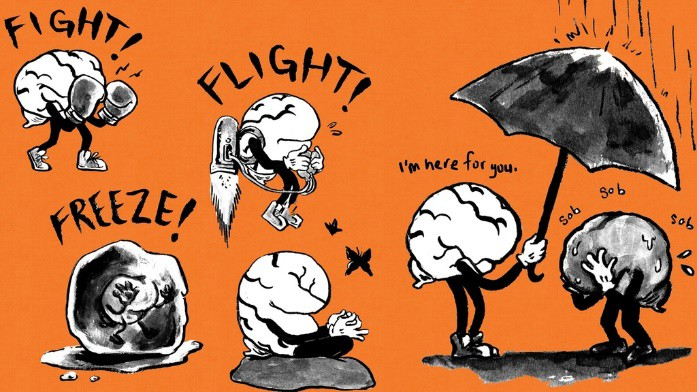 FIGHT!
FLIGHT!
FREEZE!
I'm here for you.
sob
sob
sob